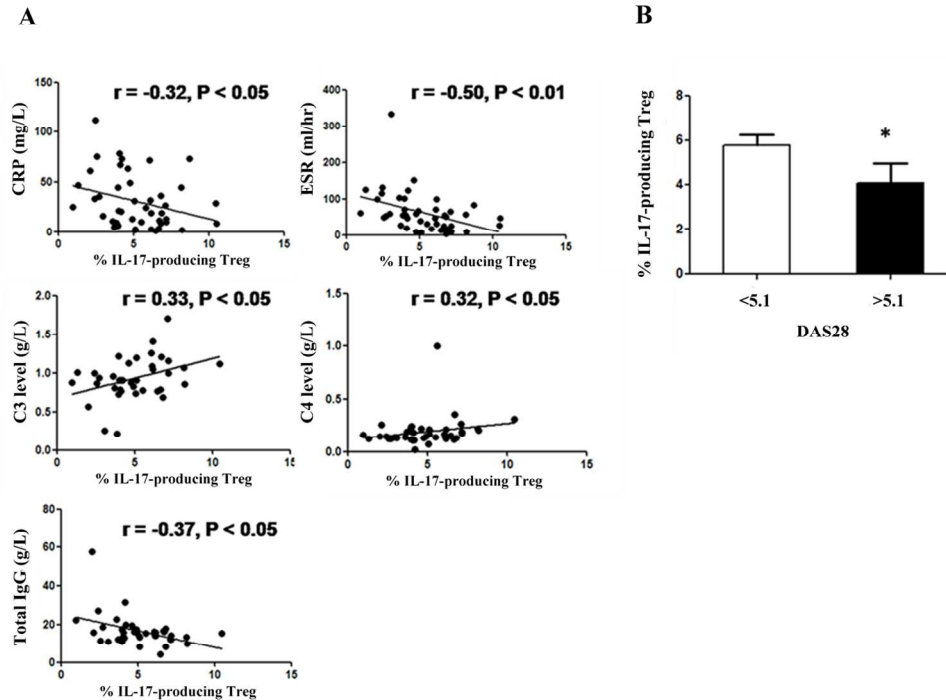 A
B
r = -0.32, P < 0.05
CRP (mg/L)
150
100
50
0
0
5
10
15
% IL-17-producing Treg
r = -0.50, P < 0.01
ESR (ml/hr)
400
300
200
100
0
0
5
10
15
% IL-17-producing Treg
r = 0.33, P < 0.05
C3 level (g/L)
2.0
1.5
1.0
0.5
0.0
0
5
10
15
% IL-17-producing Treg
r = 0.32, P < 0.05
C4 level (g/L)
1.5
1.0
0.5
0.0
0
5
10
15
% IL-17-producing Treg
r = -0.37, P < 0.05
Total IgG (g/L)
80
60
40
20
0
0
5
10
15
% IL-17-producing Treg
% IL-17-producing Treg
8
6
4
2
0
*
<5.1
>5.1
DAS28